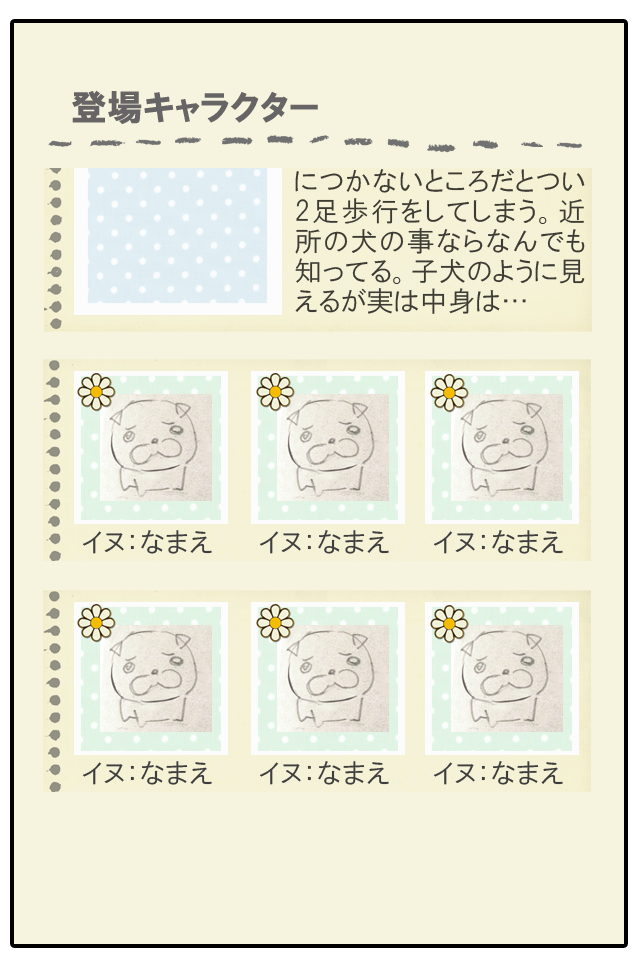 登場キャラクター
につかないところだとつい
2足歩行をしてしまう。近
所の犬の事ならなんでも
知ってる。子犬のように見
えるが実は中身は…
イヌ：なまえ
イヌ：なまえ
イヌ：なまえ
イヌ：なまえ
イヌ：なまえ
イヌ：なまえ